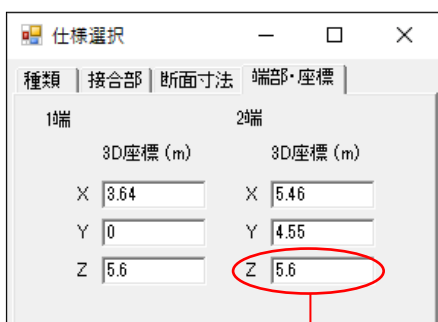 仕様選択
種類 接合部 断面寸法 端部・座標
1端 2端
3D座標 (m) 3D座標 (m)
X 3.64 X 5.46
Y 0 Y 4.55
Z 5.6 Z 5.6